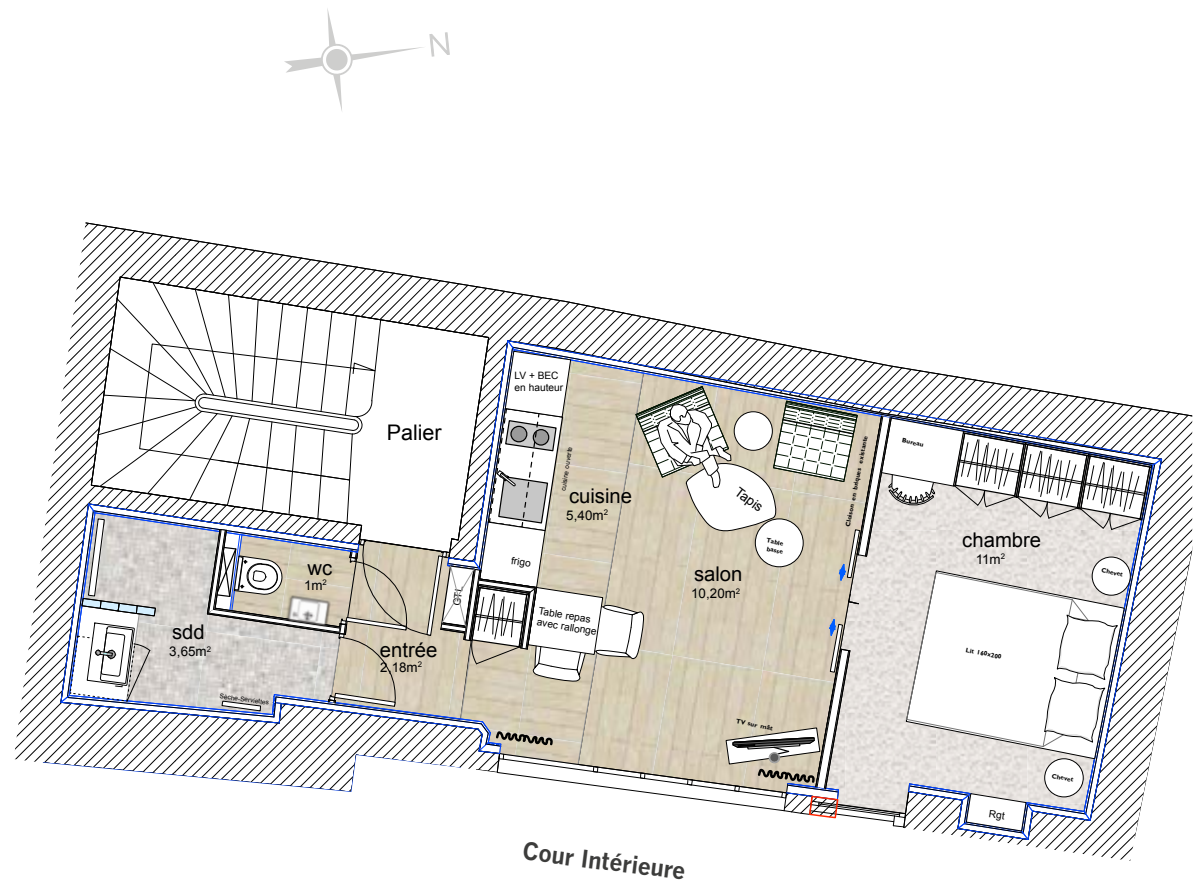 N
LV + BEC
en hauteur
Palier
cuisine ouverte
cuisine
5,40m²
frigo
Tapis
Table
basse
Cloison en briques existante
Bureau
chambre
11m²
Chevet
salon
10,20m²
wc
1m²
GTL
Table repas
avec rallonge
sdd
3,65m²
entrée
2,18m²
Sèche-Serviettes
Lit 160x200
TV sur mât
Chevet
Rgt
Cour Intérieure